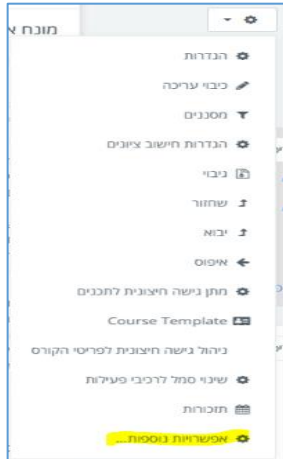 מונח א
הגדרות
כיבוי עריכה
מסננים
הגדרות חישוב ציונים
גיבוי
שחזור
יבוא
איפוס
מתן גישה חיצונית לתכנים
Course Template
ניהול גישה חיצונית לפריטי הקורס
שינוי סמל לרכיבי פעילות
תזכורות
אפשרויות נוספות...